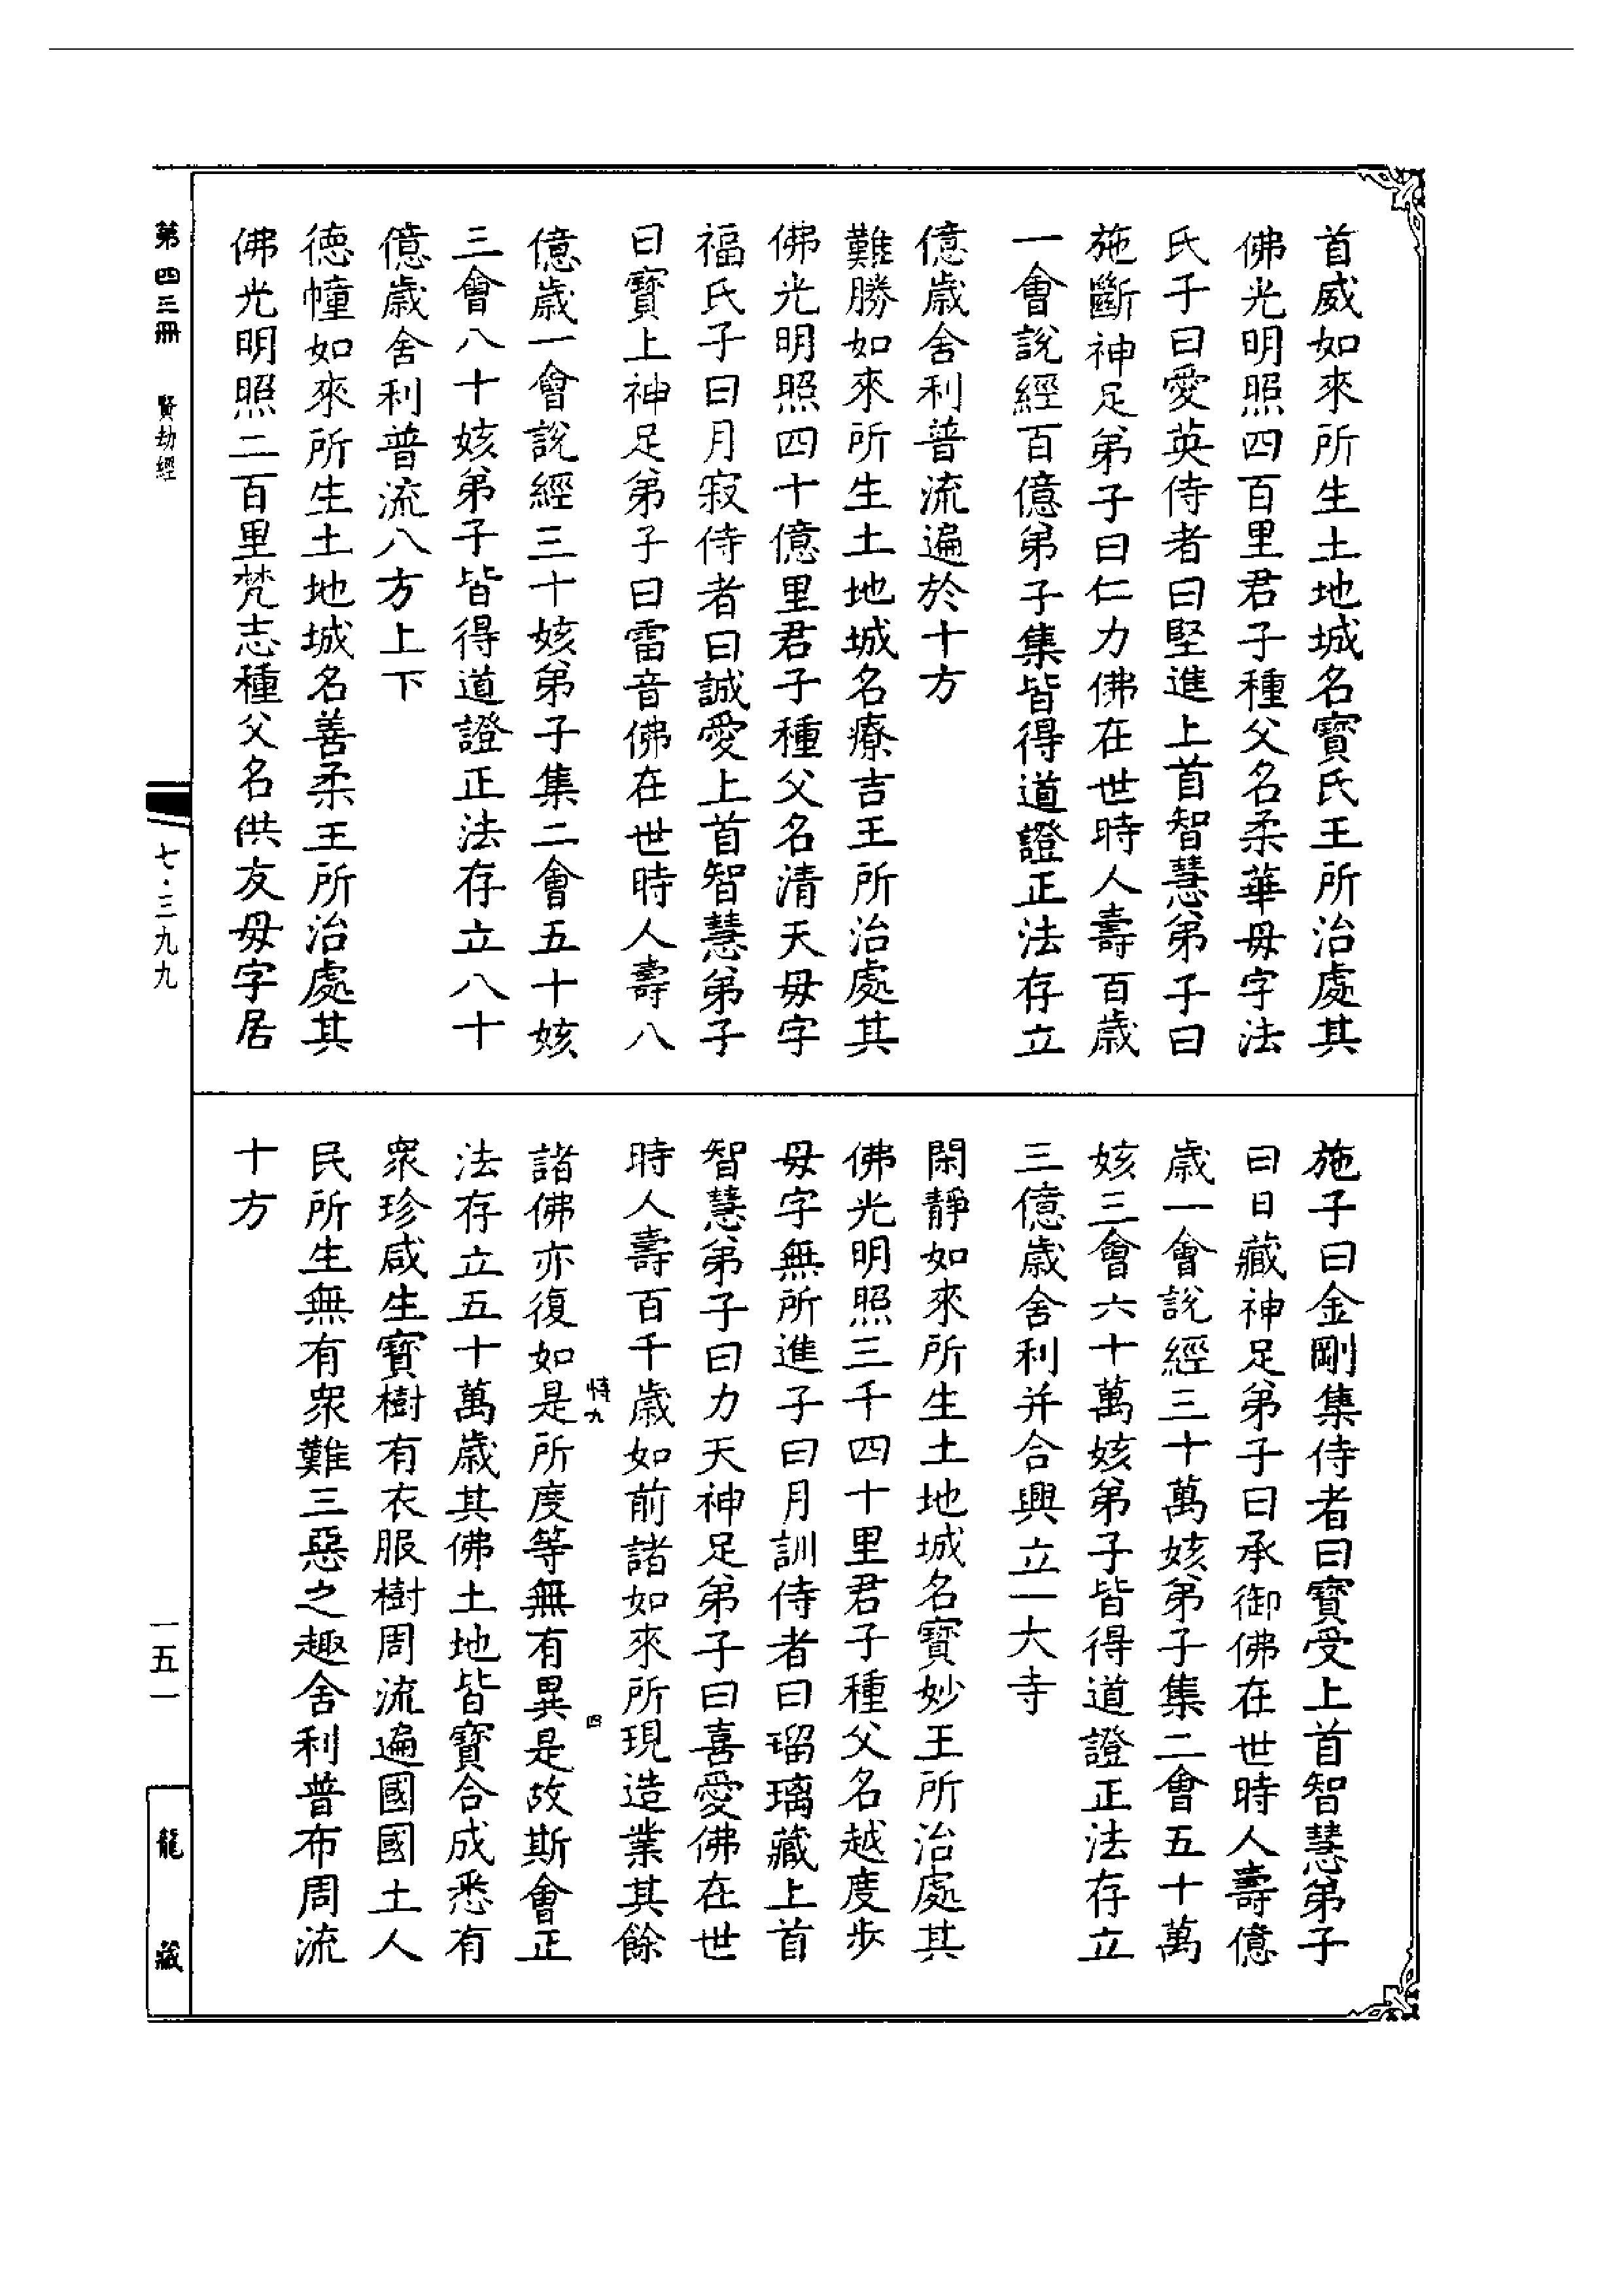 首威如來所生土地城名寶氏王所治處其
佛光明照四百里君子種父名柔華母字法
氏子曰愛英侍者曰堅進上首智慧弟子曰
施斷神足弟子曰仁力佛在世時人壽百歲
一會說經百億弟子集皆得道證正法存立
億歲舍利普流遍於十方
難勝如來所生土地城名療吉王所治處其
佛光明照四十億里君子種父名清天母字
福氏子曰月寂侍者曰誠愛上首智慧弟子
曰寶上神足弟子曰雷音佛在世時人壽八
億歲一會說經三十姟弟子集二會五十姟
三會八十姟弟子皆得道證正法存立八十
億歲舍利普流八方上下
德幢如來所生土地城名善柔王所治處其
佛光明照二百里梵志種父名供友母字居
施子曰金剛集侍者曰寶受上首智慧弟子
曰日藏神足弟子曰承御佛在世時人壽億
歲一會說經三十萬姟弟子集二會五十萬
姟三會六十萬姟弟子皆得道證正法存立
三億歲舍利并合興立一大寺
閑靜如來所生土地城名寶妙王所治處其
佛光明照三千四十里君子種父名越度步
母字無所進子曰月訓侍者曰瑠璃藏上首
智慧弟子曰力天神足弟子曰喜愛佛在世
時人壽百千歲如前諸如來所現造業其餘
恃九 四
諸佛亦復如是所度等無有異是故斯會正
法存立五十萬歲其佛土地皆寶合成悉有
眾珍咸生寶樹有衣服樹周流遍國國土人
民所生無有眾難三惡之趣舍利普布周流
十方
第四三冊 賢劫經
七·三九九
一五一
龍藏